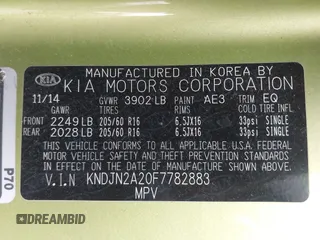 MANUFACTURED IN KOREA BY
KIA KIA MOTORS CORPORATION
11/14 GVWR 3902 LB PAINT AE3 TRIM EQ
GAWR TIRES RIMS COLD TIRE INFL
FRONT 2249 LB 205/60 R16 6.5JX16 33psi SINGLE
REAR 2028 LB 205/60 R16 6.5JX16 33psi SINGLE
THIS VEHICLE CONFORMS TO ALL APPLICABLE
FEDERAL MOTOR VEHICLE SAFETY, BUMPER, AND
THEFT PREVENTION STANDARDS IN EFFECT ON
THE DATE OF MANUFACTURE SHOWN ABOVE.
V.I.N KNDJN2A20F7782883
MPV
P70
DREAMBID